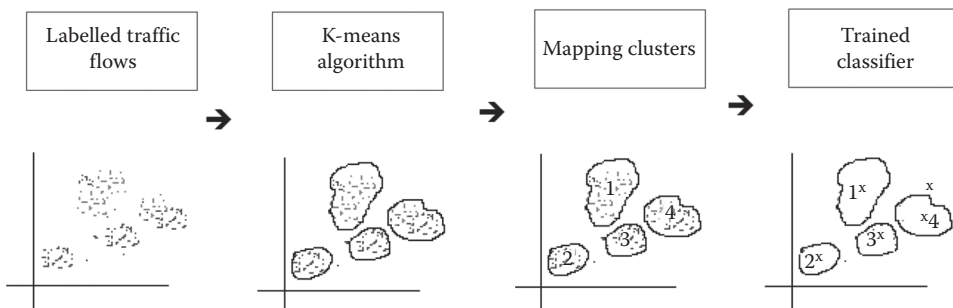 Labelled traffic
flows
K-means
algorithm
Mapping clusters
Trained
classifier
➔
➔
➔
1
4
3
2
x
1x
x4
3x
2x